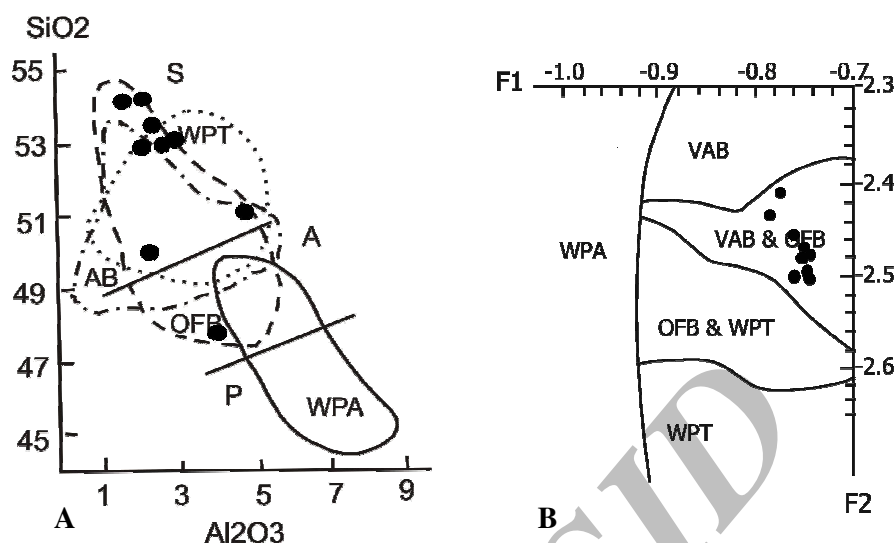 SiO2
55
53
51
49
47
45
S
WPT
A
AB
OFB
P
WPA
1 3 5 7 9
A
Al2O3
F1 -1.0 -0.9 -0.8 -0.7
-2.3
-2.4
-2.5
-2.6
VAB
WPA
VAB & OFB
OFB & WPT
WPT
B
F2
SID